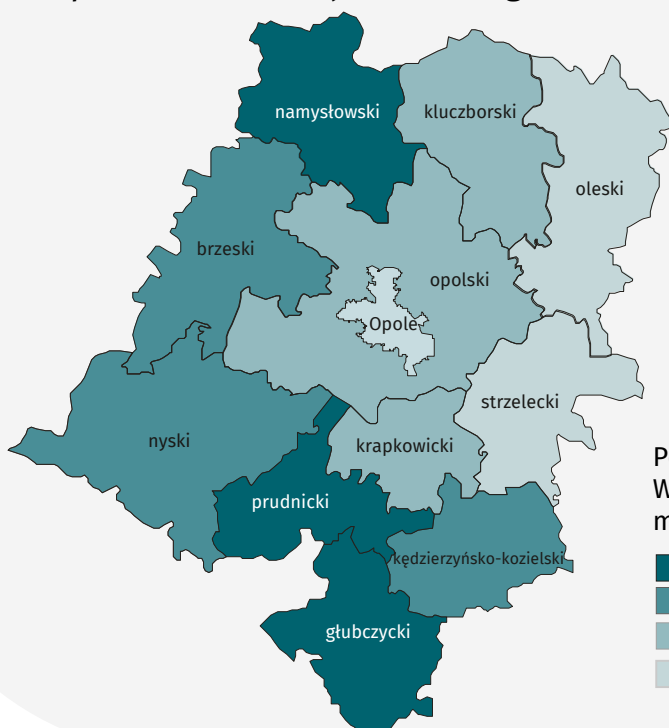 namysłowski
kluczborski
oleski
brzeski
opolski
Opole
strzelecki
nyski
krapkowicki
prudnicki
kędzierzyńsko-kozielski
głubczycki